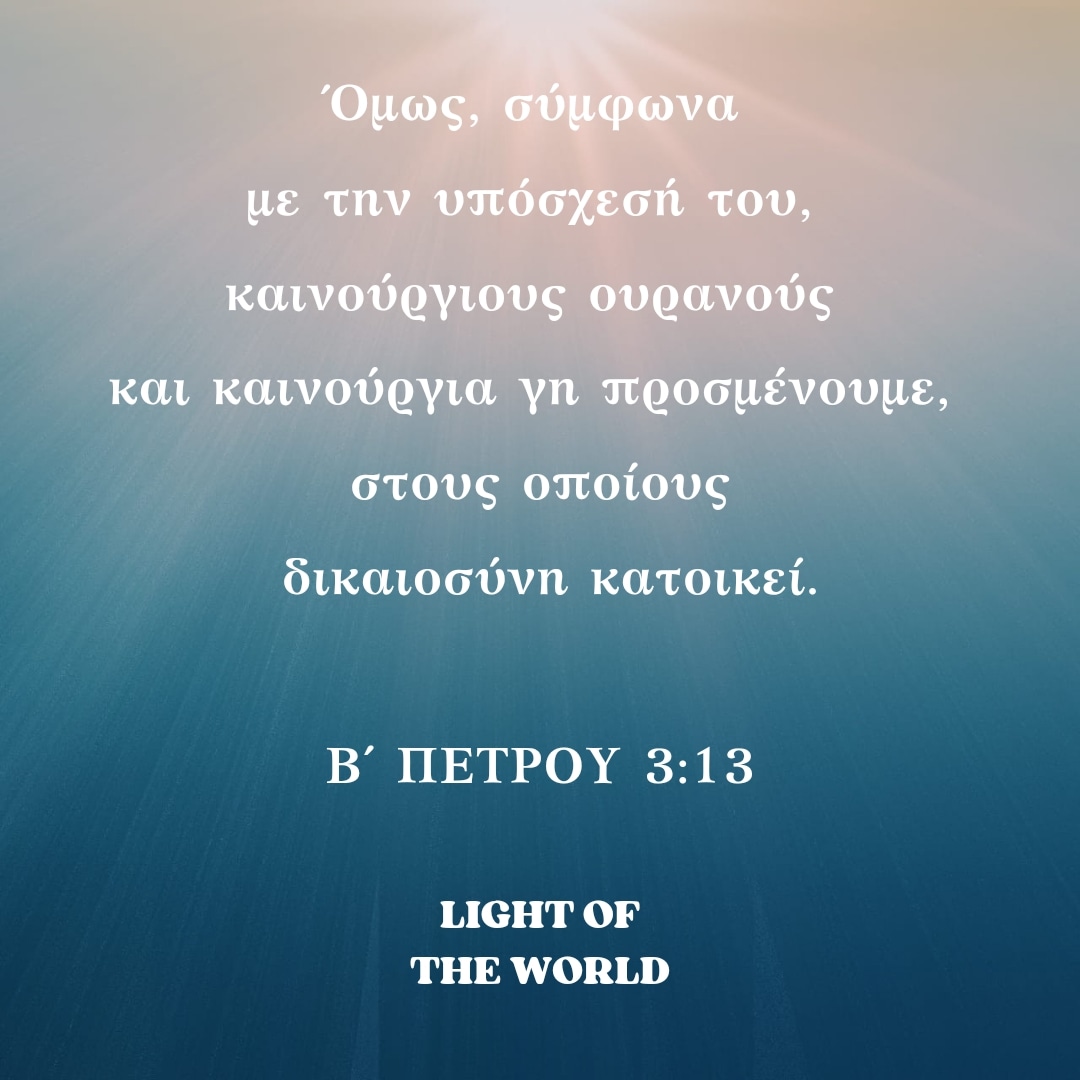 Όμως, σύμφωνα
με την υπόσχεσή του,
καινούργιους ουρανούς
και καινούργια γη προσμένουμε,
στους οποίους
δικαιοσύνη κατοικεί.
Β΄ ΠΕΤΡΟΥ 3:13
LIGHT OF
THE WORLD